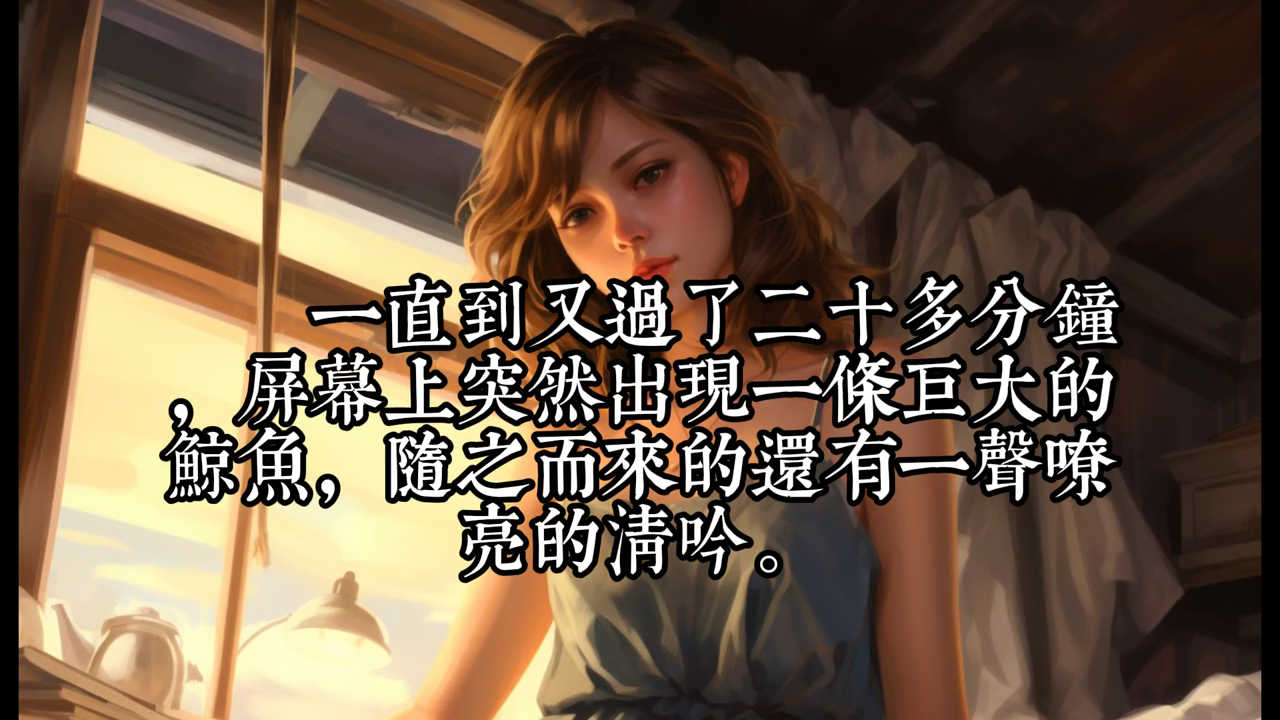 一直到又過了二十多分鐘
，屏幕上突然出現一條巨大的
鯨魚，隨之而來的還有一聲嘹
亮的清吟。